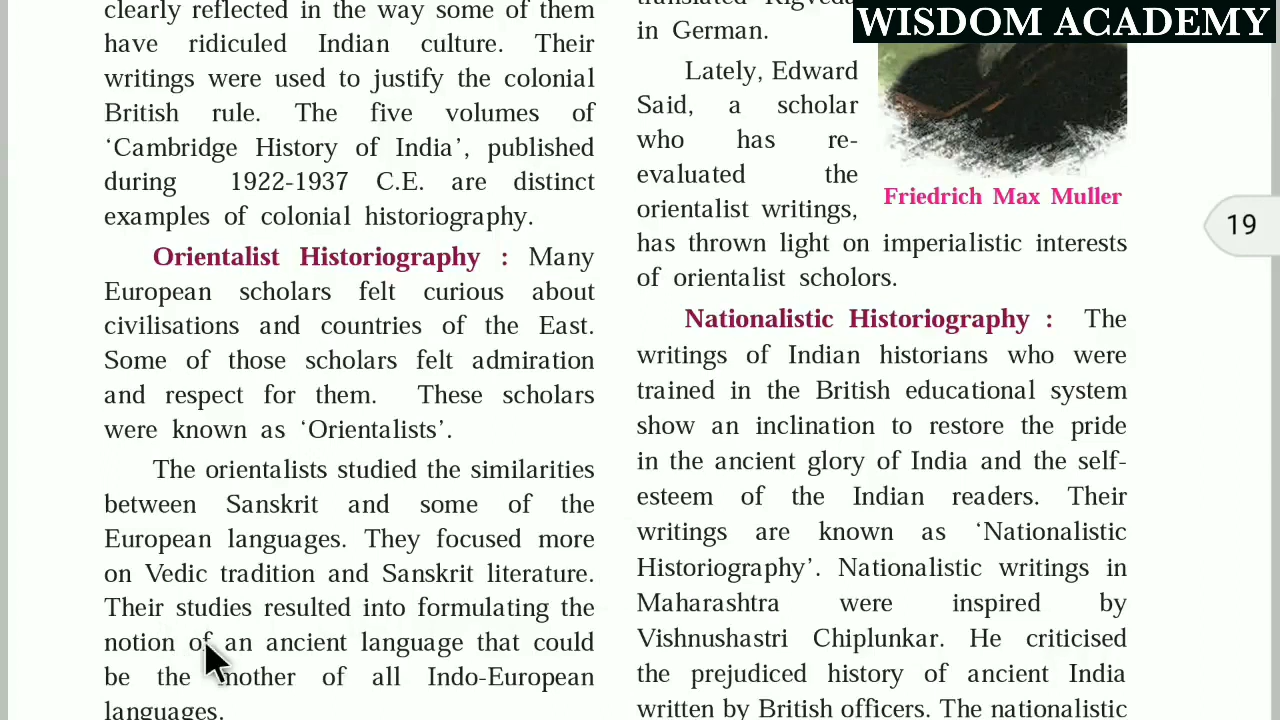 clearly reflected in the way some of them
have ridiculed Indian culture. Their
writings were used to justify the colonial
British rule. The five volumes of
‘Cambridge History of India’, published
during 1922-1937 C.E. are distinct
examples of colonial historiography.
Orientalist Historiography : Many
European scholars felt curious about
civilisations and countries of the East.
Some of those scholars felt admiration
and respect for them. These scholars
were known as ‘Orientalists’.
The orientalists studied the similarities
between Sanskrit and some of the
European languages. They focused more
on Vedic tradition and Sanskrit literature.
Their studies resulted into formulating the
notion of an ancient language that could
be the mother of all Indo-European
languages.
translated Rigveda
in German.
Lately, Edward
Said, a scholar
who has re-
evaluated the
orientalist writings,
has thrown light on imperialistic interests
of orientalist scholors.
Nationalistic Historiography : The
writings of Indian historians who were
trained in the British educational system
show an inclination to restore the pride
in the ancient glory of India and the self-
esteem of the Indian readers. Their
writings are known as ‘Nationalistic
Historiography’. Nationalistic writings in
Maharashtra were inspired by
Vishnushastri Chiplunkar. He criticised
the prejudiced history of ancient India
written by British officers. The nationalistic
WISDOM ACADEMY
Friedrich Max Muller
19